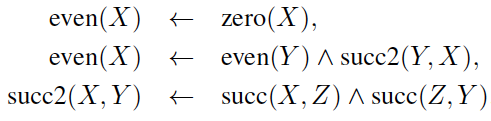 even(X) ← zero(X),
even(X) ← even(Y) ∧ succ2(Y, X),
succ2(X, Y) ← succ(X, Z) ∧ succ(Z, Y)